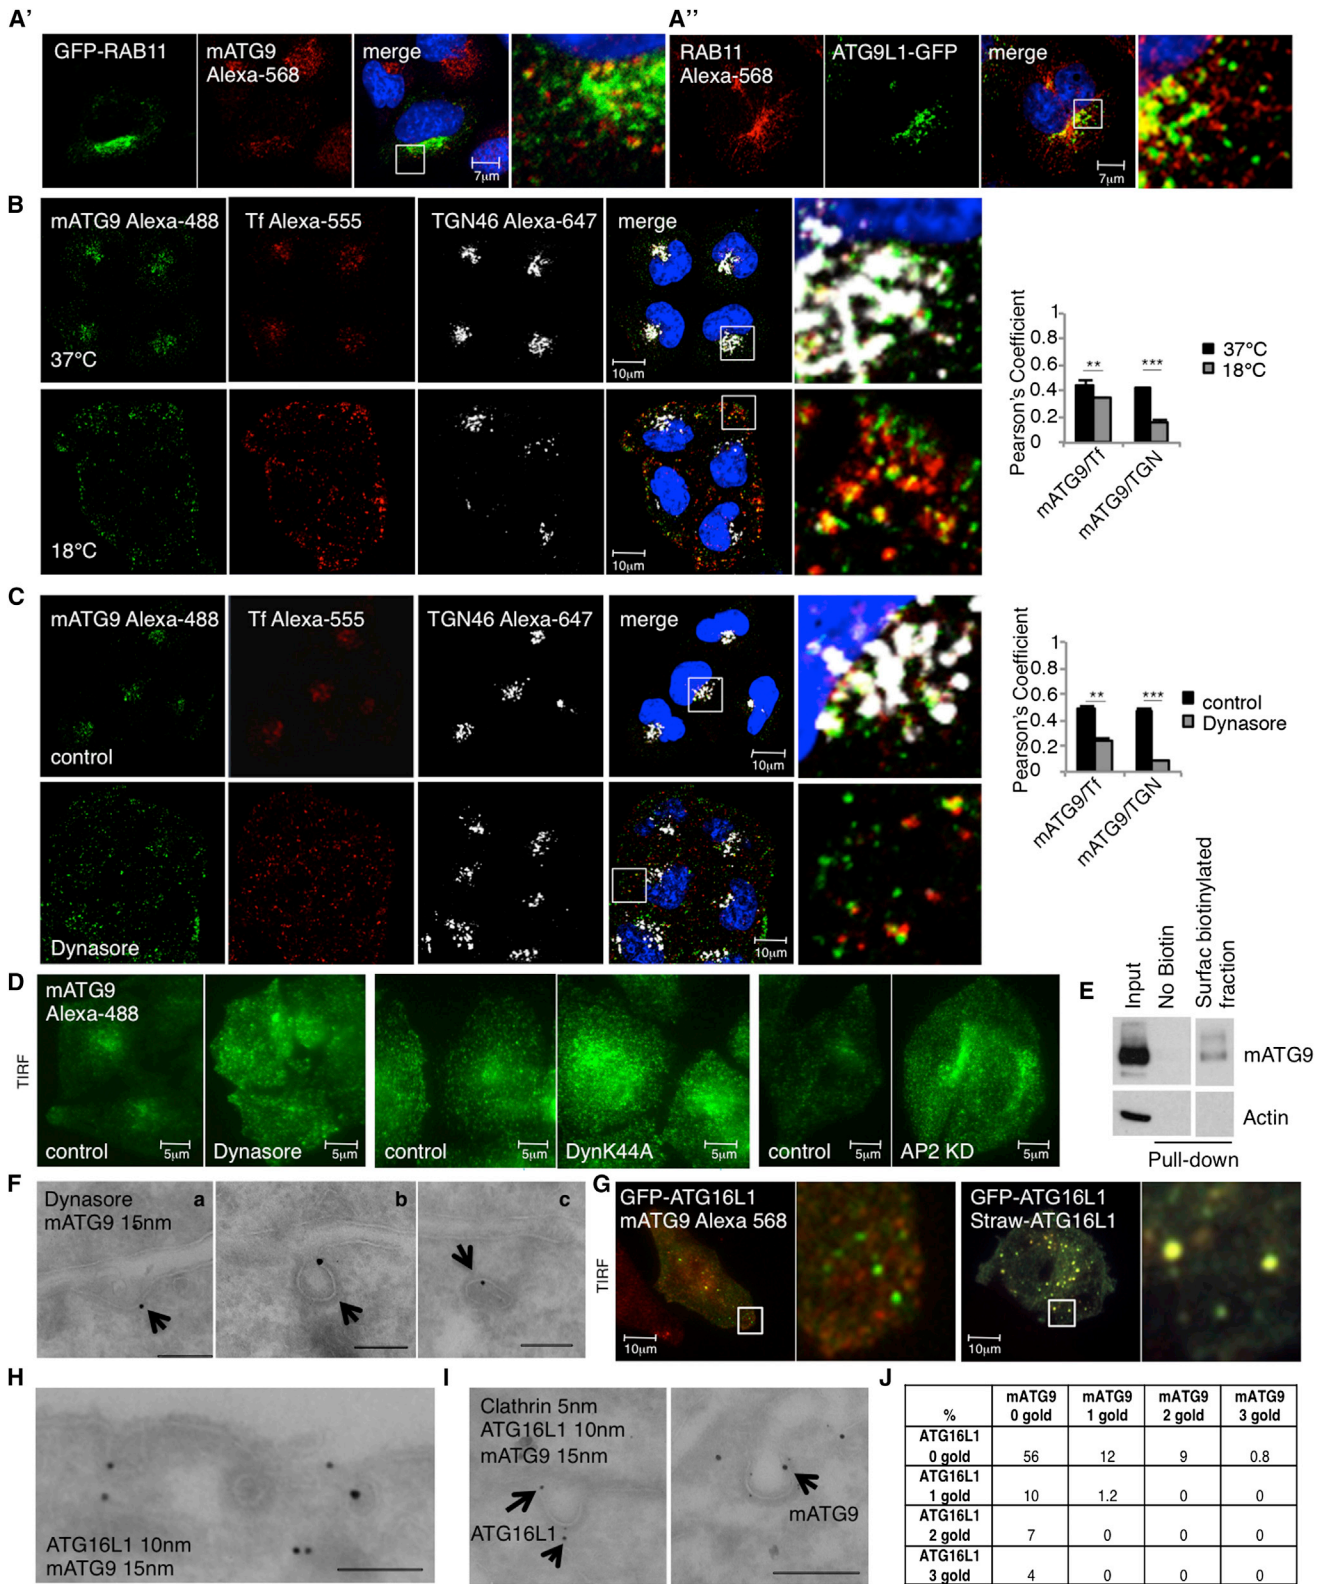 A’
GFP-RAB11
mATG9
Alexa-568
merge
7µm
A’’
RAB11
Alexa-568
ATG9L1-GFP
merge
7µm
B
mATG9 Alexa-488
Tf Alexa-555
TGN46 Alexa-647
merge
37°C
10µm
18°C
10µm
Pearson's Coefficient
1
0.8
0.6
0.4
0.2
0
**
***
mATG9/Tf
mATG9/TGN
37°C
18°C
C
mATG9 Alexa-488
Tf Alexa-555
TGN46 Alexa-647
merge
control
10µm
Dynasore
10µm
Pearson's Coefficient
1
0.8
0.6
0.4
0.2
0
**
***
mATG9/Tf
mATG9/TGN
control
Dynasore
D
mATG9
Alexa-488
TIRF
control
5µm
Dynasore
5µm
control
5µm
DynK44A
5µm
control
5µm
AP2 KD
5µm
E
Input
No Biotin
Surfac biotinylated
fraction
mATG9
Actin
Pull-down
F
Dynasore
mATG9 15nm
a
b
c
G
TIRF
GFP-ATG16L1
mATG9 Alexa 568
10µm
GFP-ATG16L1
Straw-ATG16L1
10µm
H
ATG16L1 10nm
mATG9 15nm
I
Clathrin 5nm
ATG16L1 10nm
mATG9 15nm
ATG16L1
mATG9
J
% mATG9 0 gold mATG9 1 gold mATG9 2 gold mATG9 3 gold
ATG16L1 0 gold 56 12 9 0.8
ATG16L1 1 gold 10 1.2 0 0
ATG16L1 2 gold 7 0 0 0
ATG16L1 3 gold 4 0 0 0